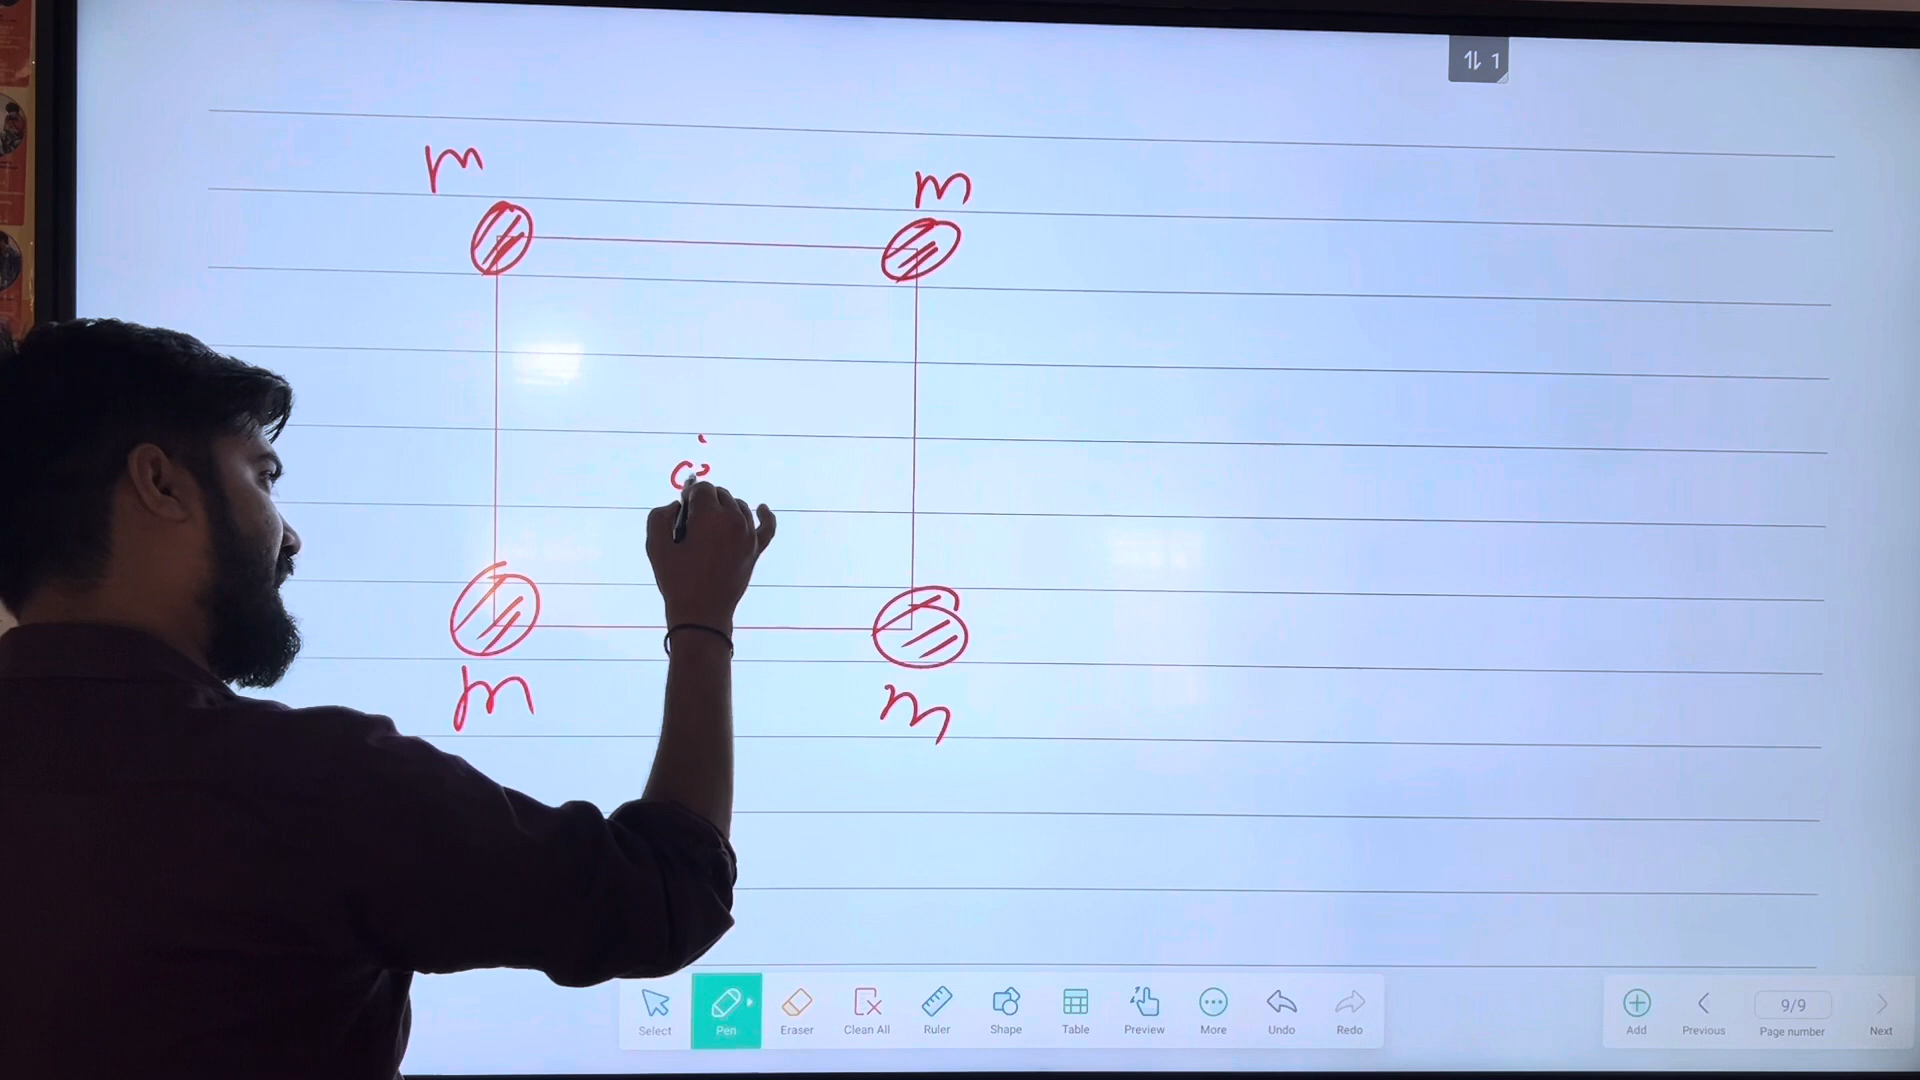 1
m
m
m
m
Select
Pen
Eraser
Clean All
Ruler
Shape
Table
Preview
More
Undo
Redo
Add
Previous
9/9
Page number
Next